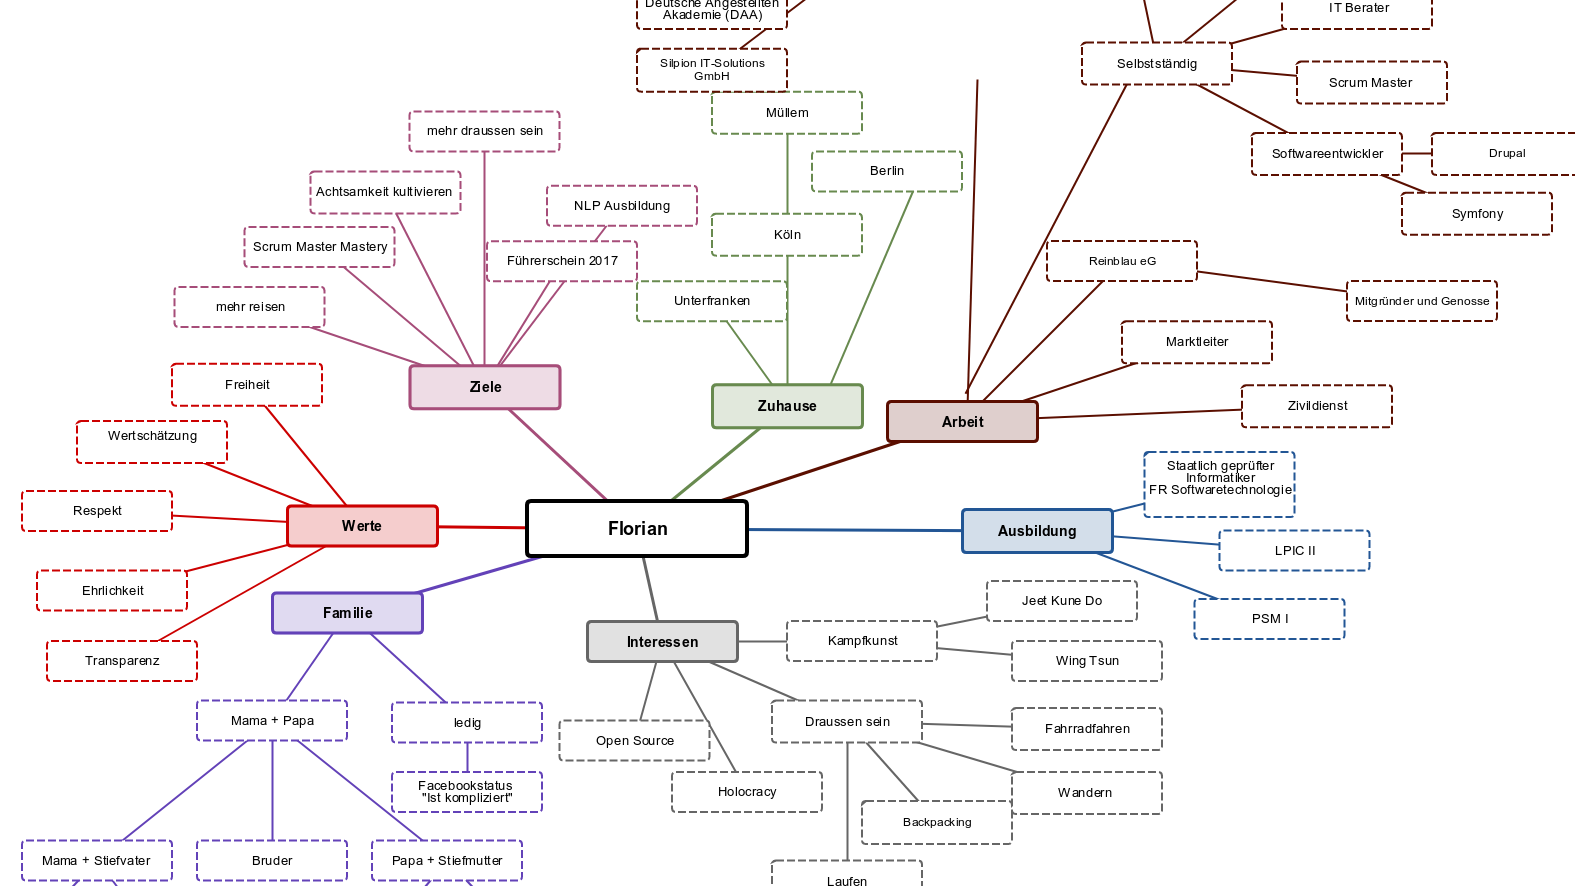 Deutsche Angestellten
Akademie (DAA)
IT Berater
Silpion IT-Solutions
GmbH
Selbstständig
Scrum Master
Müllern
mehr draussen sein
Softwareentwickler
Drupal
Berlin
Achtsamkeit kultivieren
NLP Ausbildung
Symfony
Scrum Master Mastery
Köln
Führerschein 2017
Reinblau eG
mehr reisen
Unterfranken
Mitgründer und Genosse
Marktleiter
Freiheit
Ziele
Zuhause
Arbeit
Zivildienst
Wertschätzung
Staatlich geprüfter
Informatiker
FR Softwaretechnologie
Respekt
Werte
Florian
Ausbildung
LPIC II
Ehrlichkeit
Familie
Jeet Kune Do
PSM I
Interessen
Kampfkunst
Transparenz
Wing Tsun
Mama + Papa
ledig
Draussen sein
Fahrradfahren
Open Source
Facebookstatus
"Ist kompliziert"
Holocracy
Wandern
Backpacking
Mama + Stiefvater
Bruder
Papa + Stiefmutter
Laufen